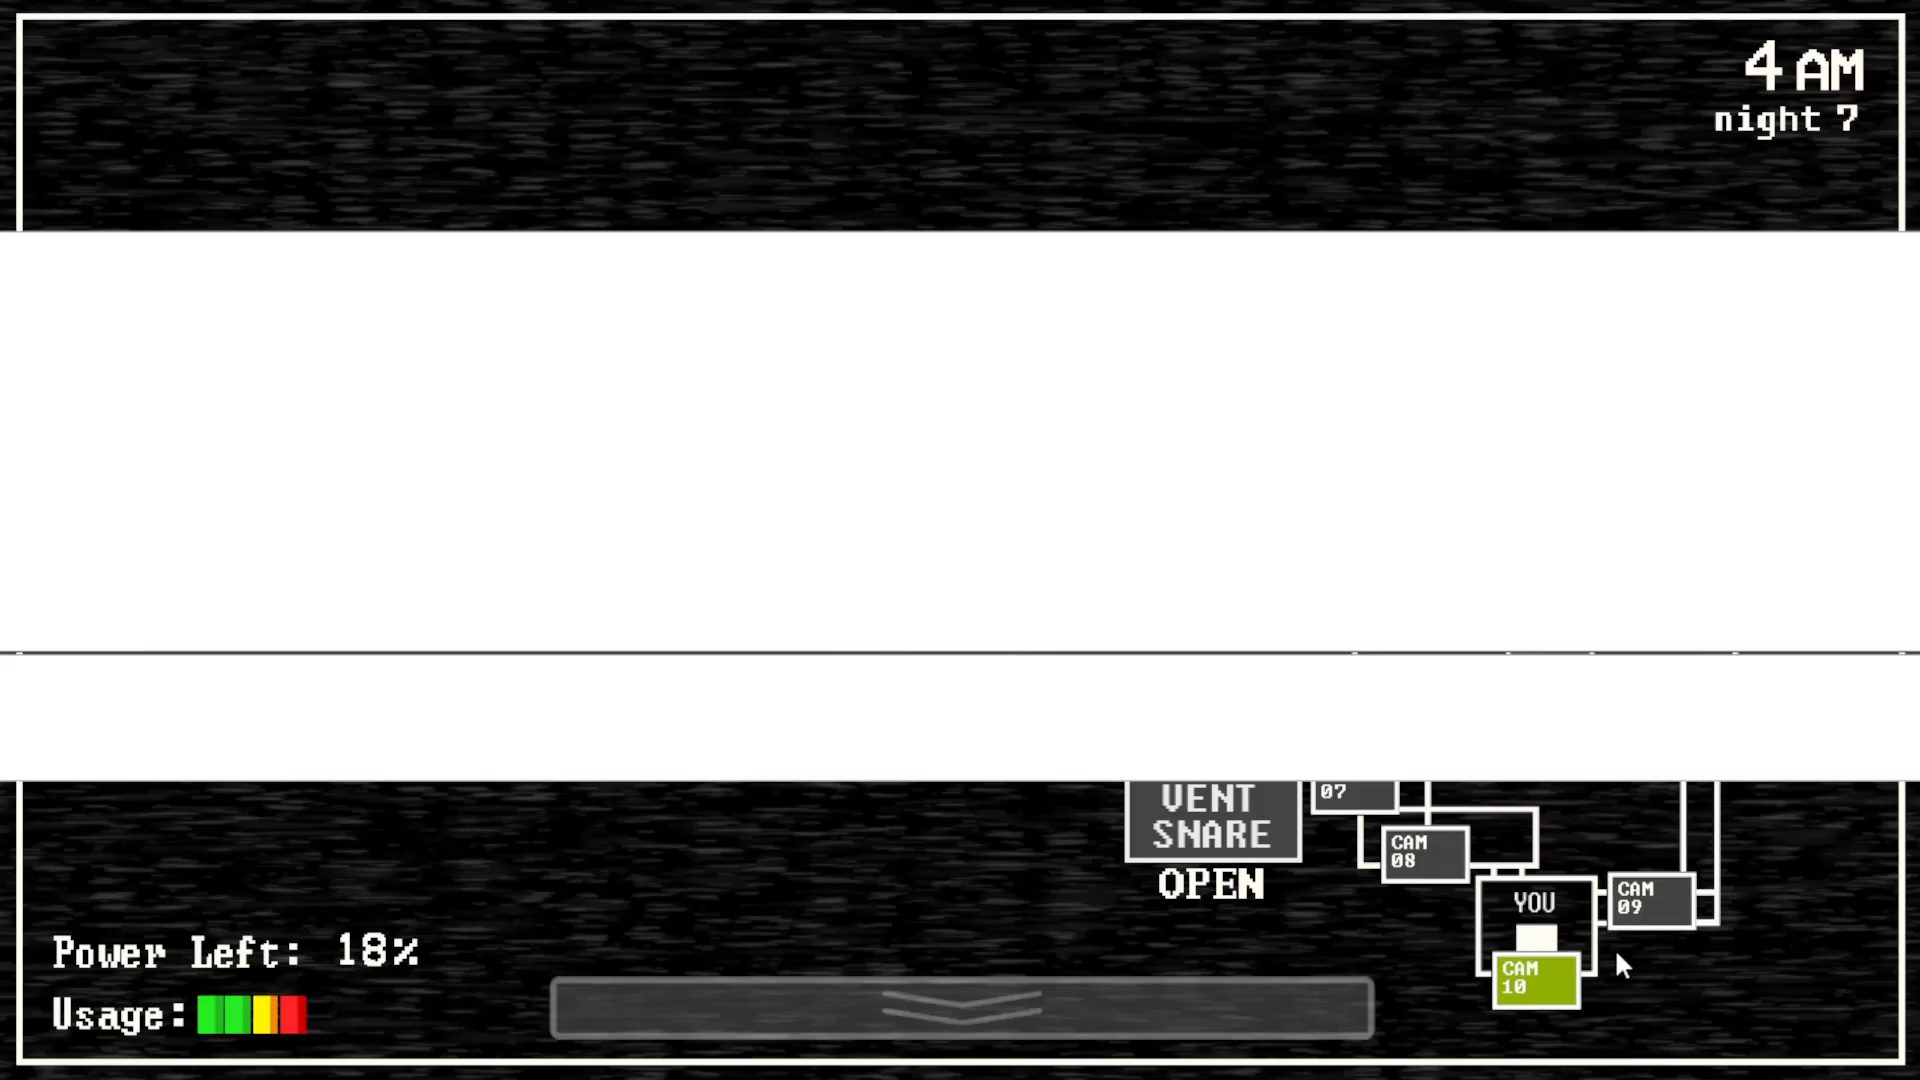 4 AM
night 7
07
VENT
SNARE
OPEN
CAM
08
YOU
CAM
09
CAM
10
Power Left: 18%
Usage: